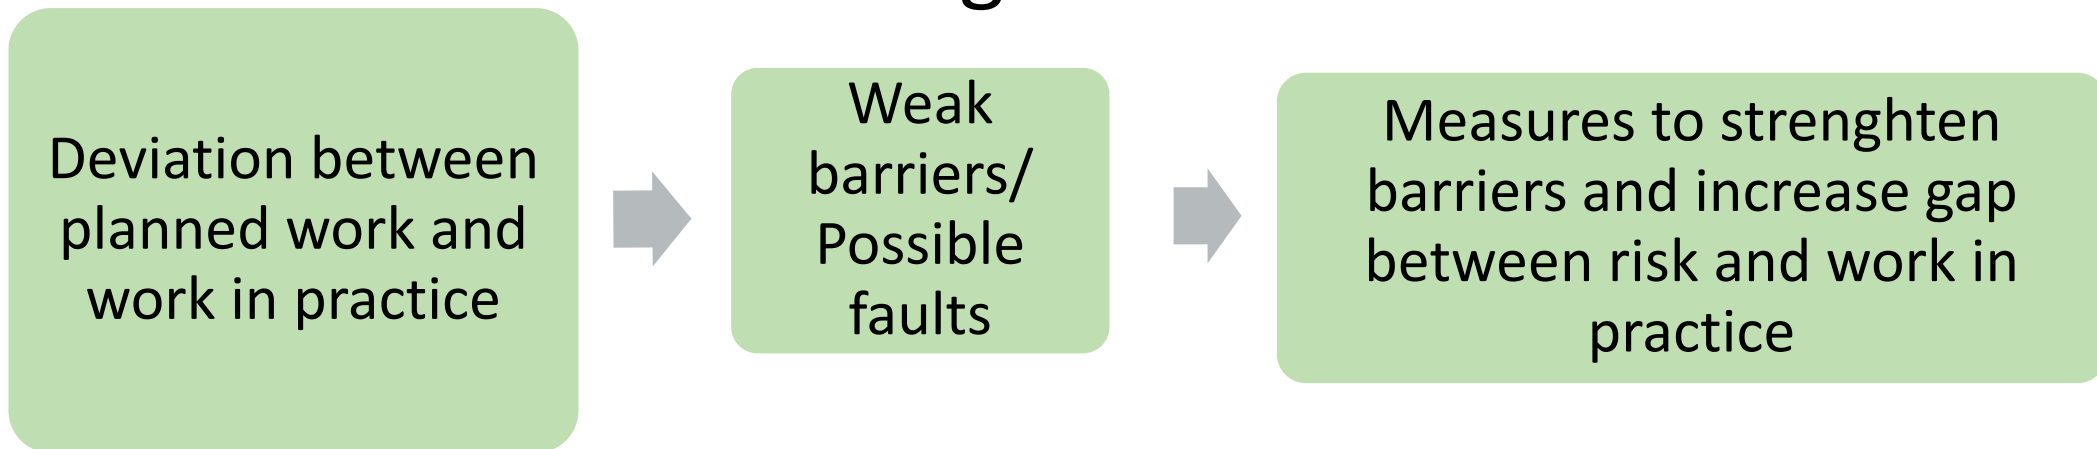 Deviation between
planned work and
work in practice
Weak
barriers/
Possible
faults
Measures to strenghten
barriers and increase gap
between risk and work in
practice